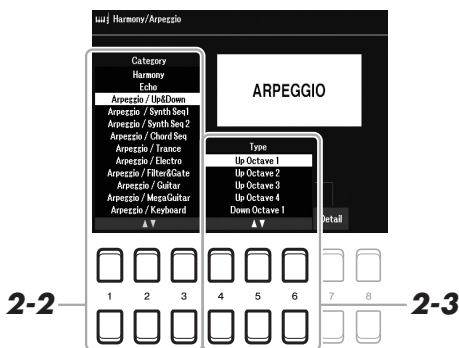 Harmony/Arpeggio
Category
Harmony
Echo
Arpeggio / Up&Down
Arpeggio / Synth Seq1
Arpeggio / Synth Seq 2
Arpeggio / Chord Seq
Arpeggio / Trance
Arpeggio / Electro
Arpeggio / Filter&Gate
Arpeggio / Guitar
Arpeggio / MegaGuitar
Arpeggio / Keyboard
ARPEGGIO
Type
Up Octave 1
Up Octave 2
Up Octave 3
Up Octave 4
Down Octave 1
Detail
1 2 3 4 5 6 7 8
2-2
2-3